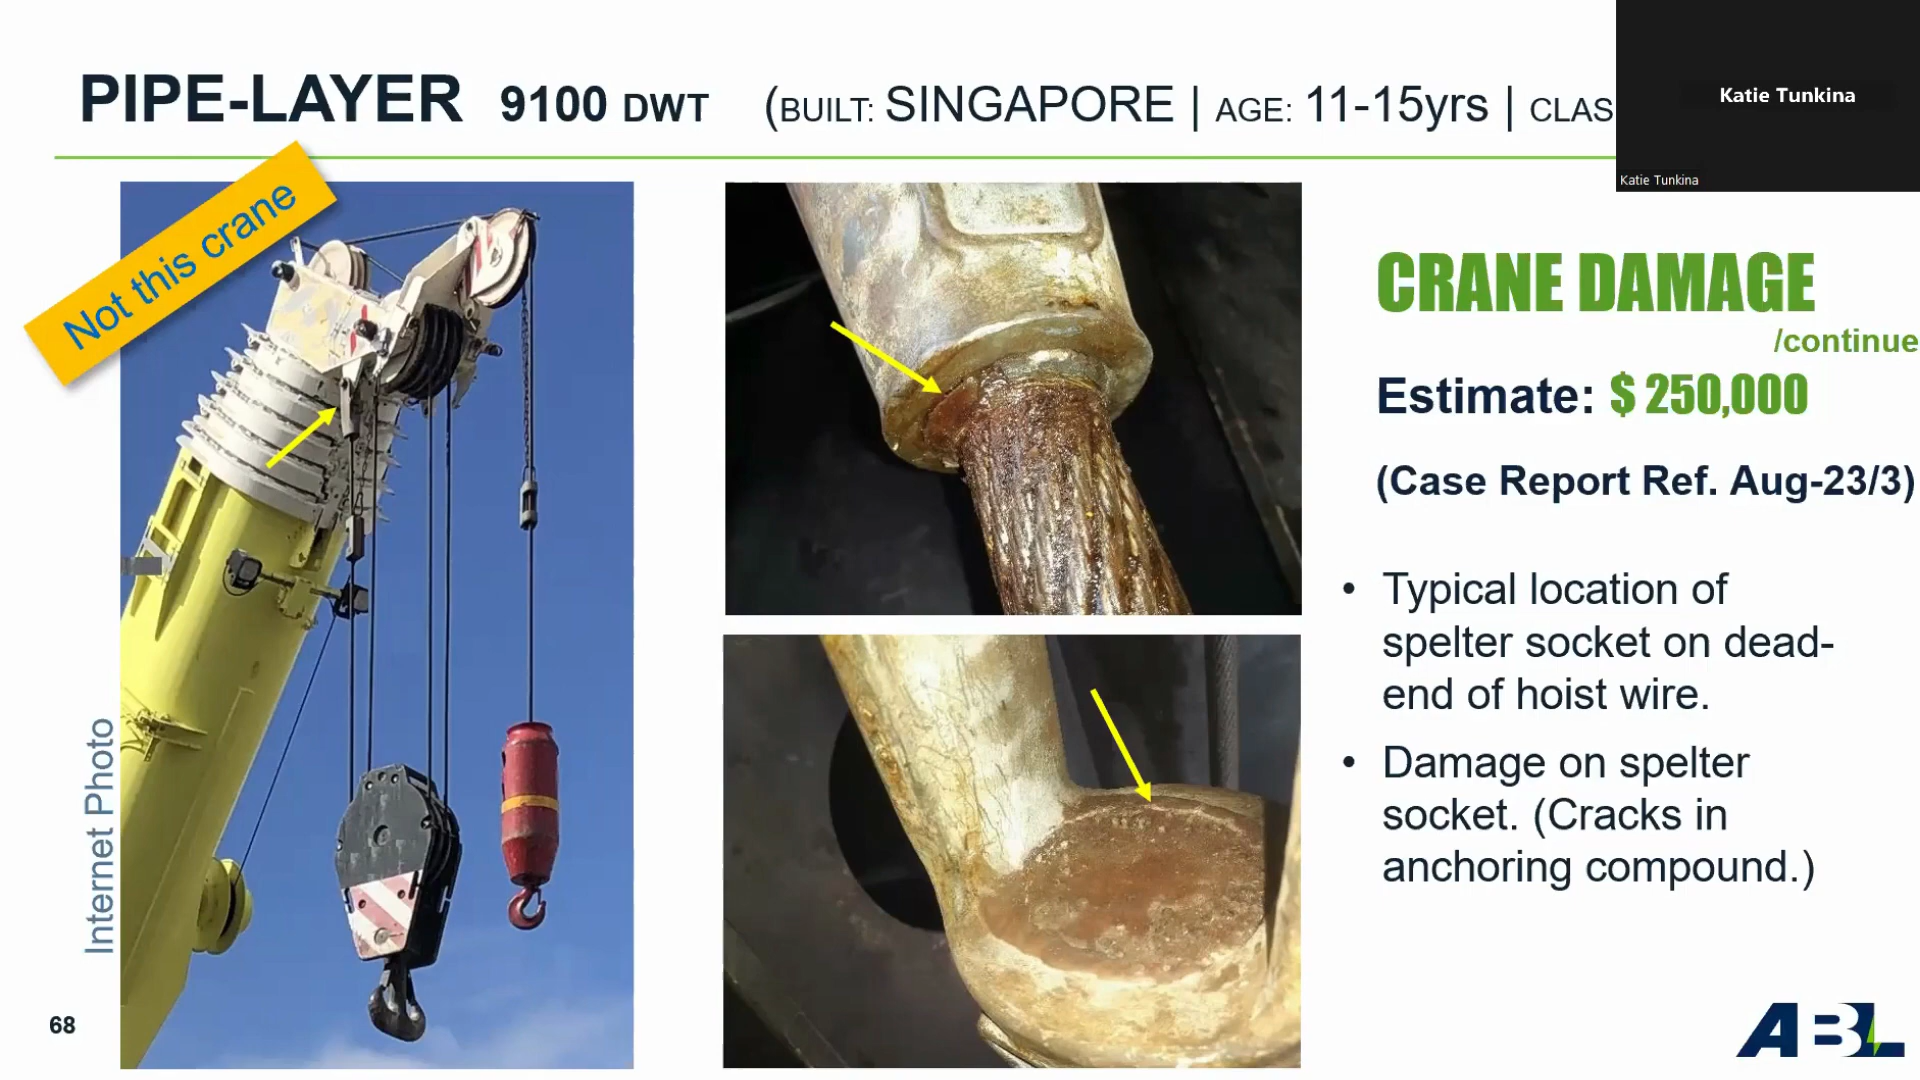 PIPE-LAYER 9100 DWT (BUILT: SINGAPORE | AGE: 11-15yrs | CLAS
Katie Tunkina
Katie Tunkina
Not this crane
CRANE DAMAGE
/continue
Estimate: $ 250,000
(Case Report Ref. Aug-23/3)
• Typical location of
spelter socket on dead-
end of hoist wire.
• Damage on spelter
socket. (Cracks in
anchoring compound.)
Internet Photo
68
ABL